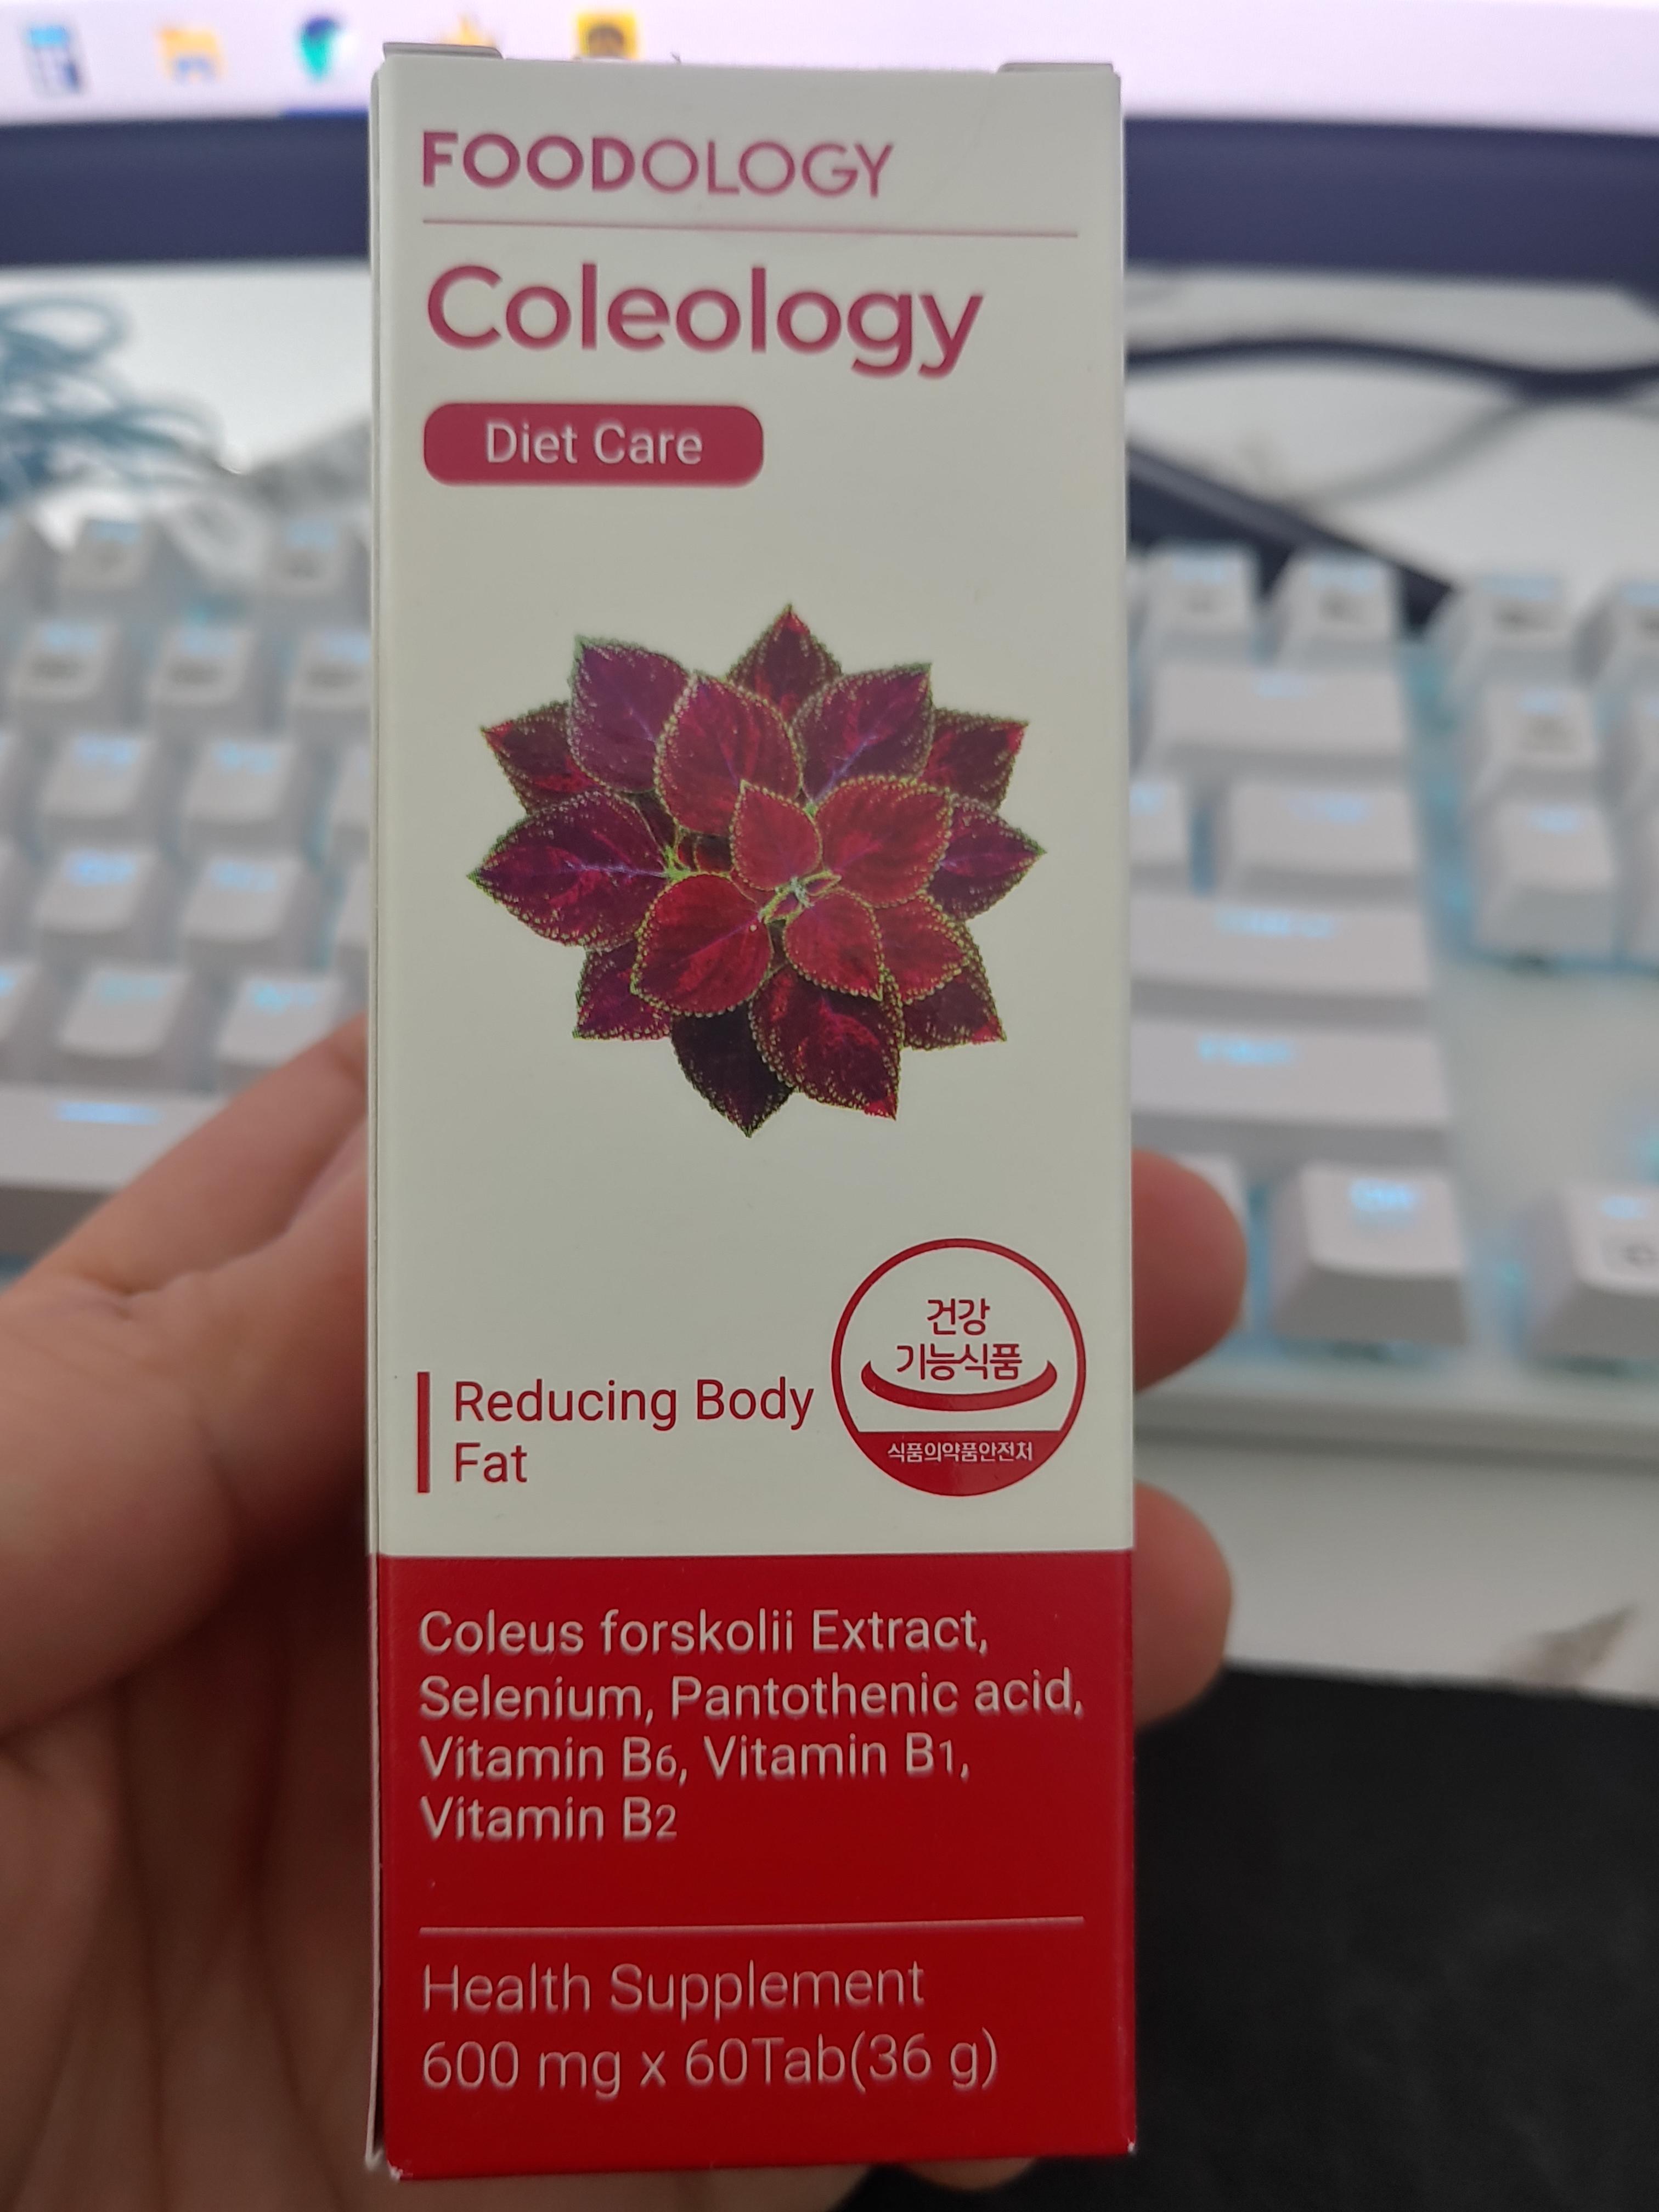 FOODOLOGY
Coleology
Diet Care
건강
기능식품
식품의약품안전처
Reducing Body
Fat
Coleus forskolii Extract,
Selenium, Pantothenic acid,
Vitamin B6, Vitamin B1,
Vitamin B2
Health Supplement
600 mg x 60Tab(36 g)